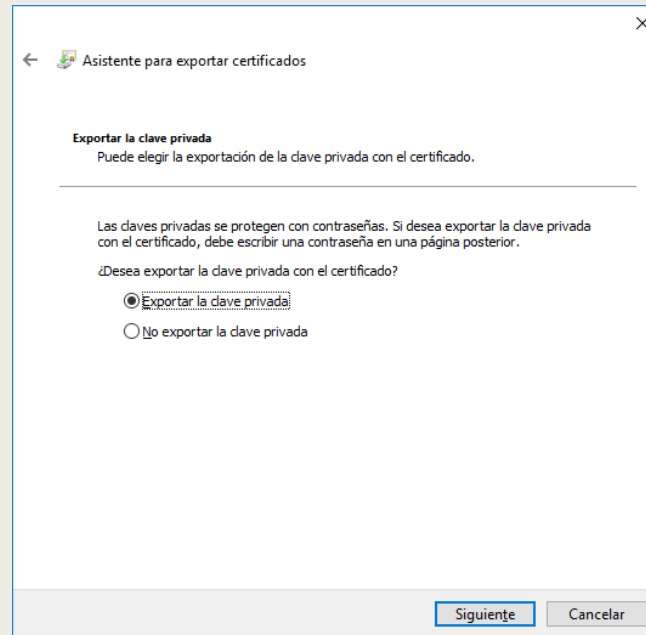 Asistente para exportar certificados
Exportar la clave privada
Puede elegir la exportación de la clave privada con el certificado.
Las claves privadas se protegen con contraseñas. Si desea exportar la clave privada
con el certificado, debe escribir una contraseña en una página posterior.
¿Desea exportar la clave privada con el certificado?
Exportar la clave privada
No exportar la clave privada
Siguiente
Cancelar